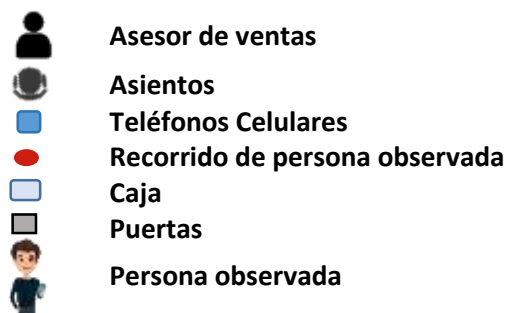 Asesor de ventas
Asientos
Teléfonos Celulares
Recorrido de persona observada
Caja
Puertas
Persona observada